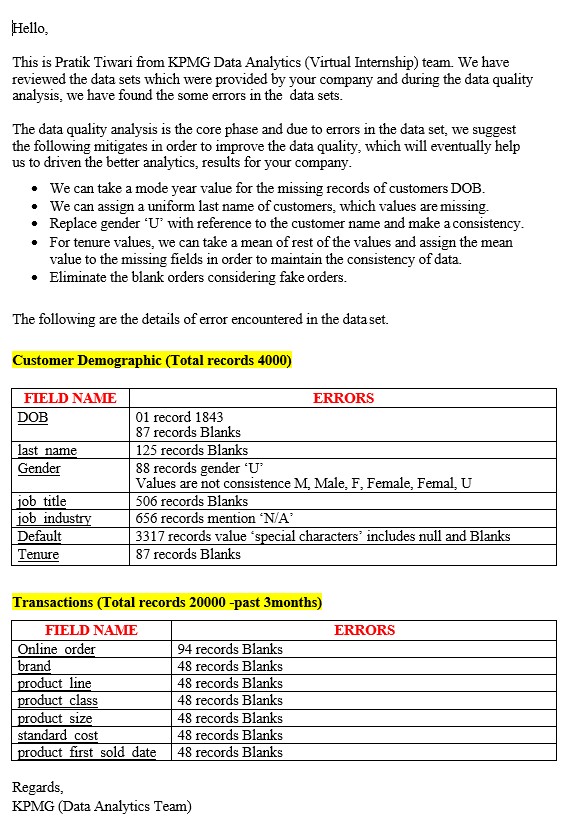 Hello,
This is Pratik Tiwari from KPMG Data Analytics (Virtual Internship) team. We have
reviewed the data sets which were provided by your company and during the data quality
analysis, we have found the some errors in the data sets.
The data quality analysis is the core phase and due to errors in the data set, we suggest
the following mitigates in order to improve the data quality, which will eventually help
us to driven the better analytics, results for your company.
• We can take a mode year value for the missing records of customers DOB.
• We can assign a uniform last name of customers, which values are missing.
• Replace gender ‘U’ with reference to the customer name and make a consistency.
• For tenure values, we can take a mean of rest of the values and assign the mean
value to the missing fields in order to maintain the consistency of data.
• Eliminate the blank orders considering fake orders.
The following are the details of error encountered in the data set.
Customer Demographic (Total records 4000)
FIELD NAME ERRORS
DOB 01 record 1843
87 records Blanks
last_name 125 records Blanks
Gender 88 records gender ‘U’
Values are not consistence M, Male, F, Female, Femal, U
job_title 506 records Blanks
job_industry 656 records mention ‘N/A’
Default 3317 records value ‘special characters’ includes null and Blanks
Tenure 87 records Blanks
Transactions (Total records 20000 -past 3months)
FIELD NAME ERRORS
Online_order 94 records Blanks
brand 48 records Blanks
product_line 48 records Blanks
product_class 48 records Blanks
product_size 48 records Blanks
standard_cost 48 records Blanks
product_first_sold_date 48 records Blanks
Regards,
KPMG (Data Analytics Team)